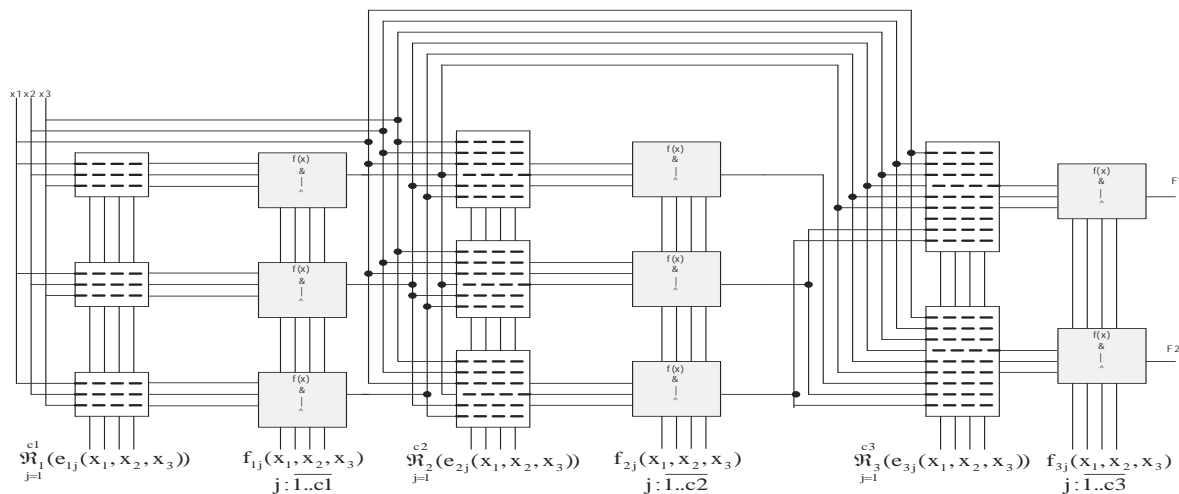 x1 x2 x3
f(x)
&
|
^
f(x)
&
|
^
f(x)
&
|
^
F1
f(x)
&
|
^
f(x)
&
|
^
f(x)
&
|
^
f(x)
&
|
^
F2
f(x)
&
|
^
c1 ℜ₁ j=1 (e₁ⱼ(x₁, x₂, x₃))
f₁ⱼ(x₁, x₂, x₃)
j : 1..c1
c2 ℜ₂ j=1 (e₂ⱼ(x₁, x₂, x₃))
f₂ⱼ(x₁, x₂, x₃)
j : 1..c2
c3 ℜ₃ j=1 (e₃ⱼ(x₁, x₂, x₃))
f₃ⱼ(x₁, x₂, x₃)
j : 1..c3